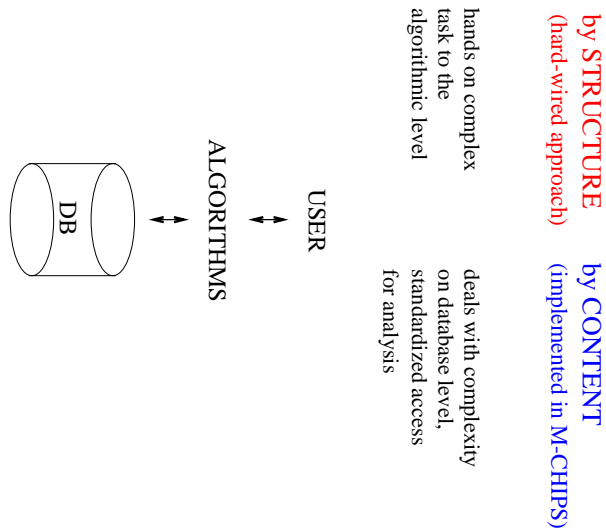 by STRUCTURE
(hard-wired approach)
by CONTENT
(implemented in M-CHIPS)
hands on complex
task to the
algorithmic level
deals with complexity
on database level,
standardized access
for analysis
USER
ALGORITHMS
DB